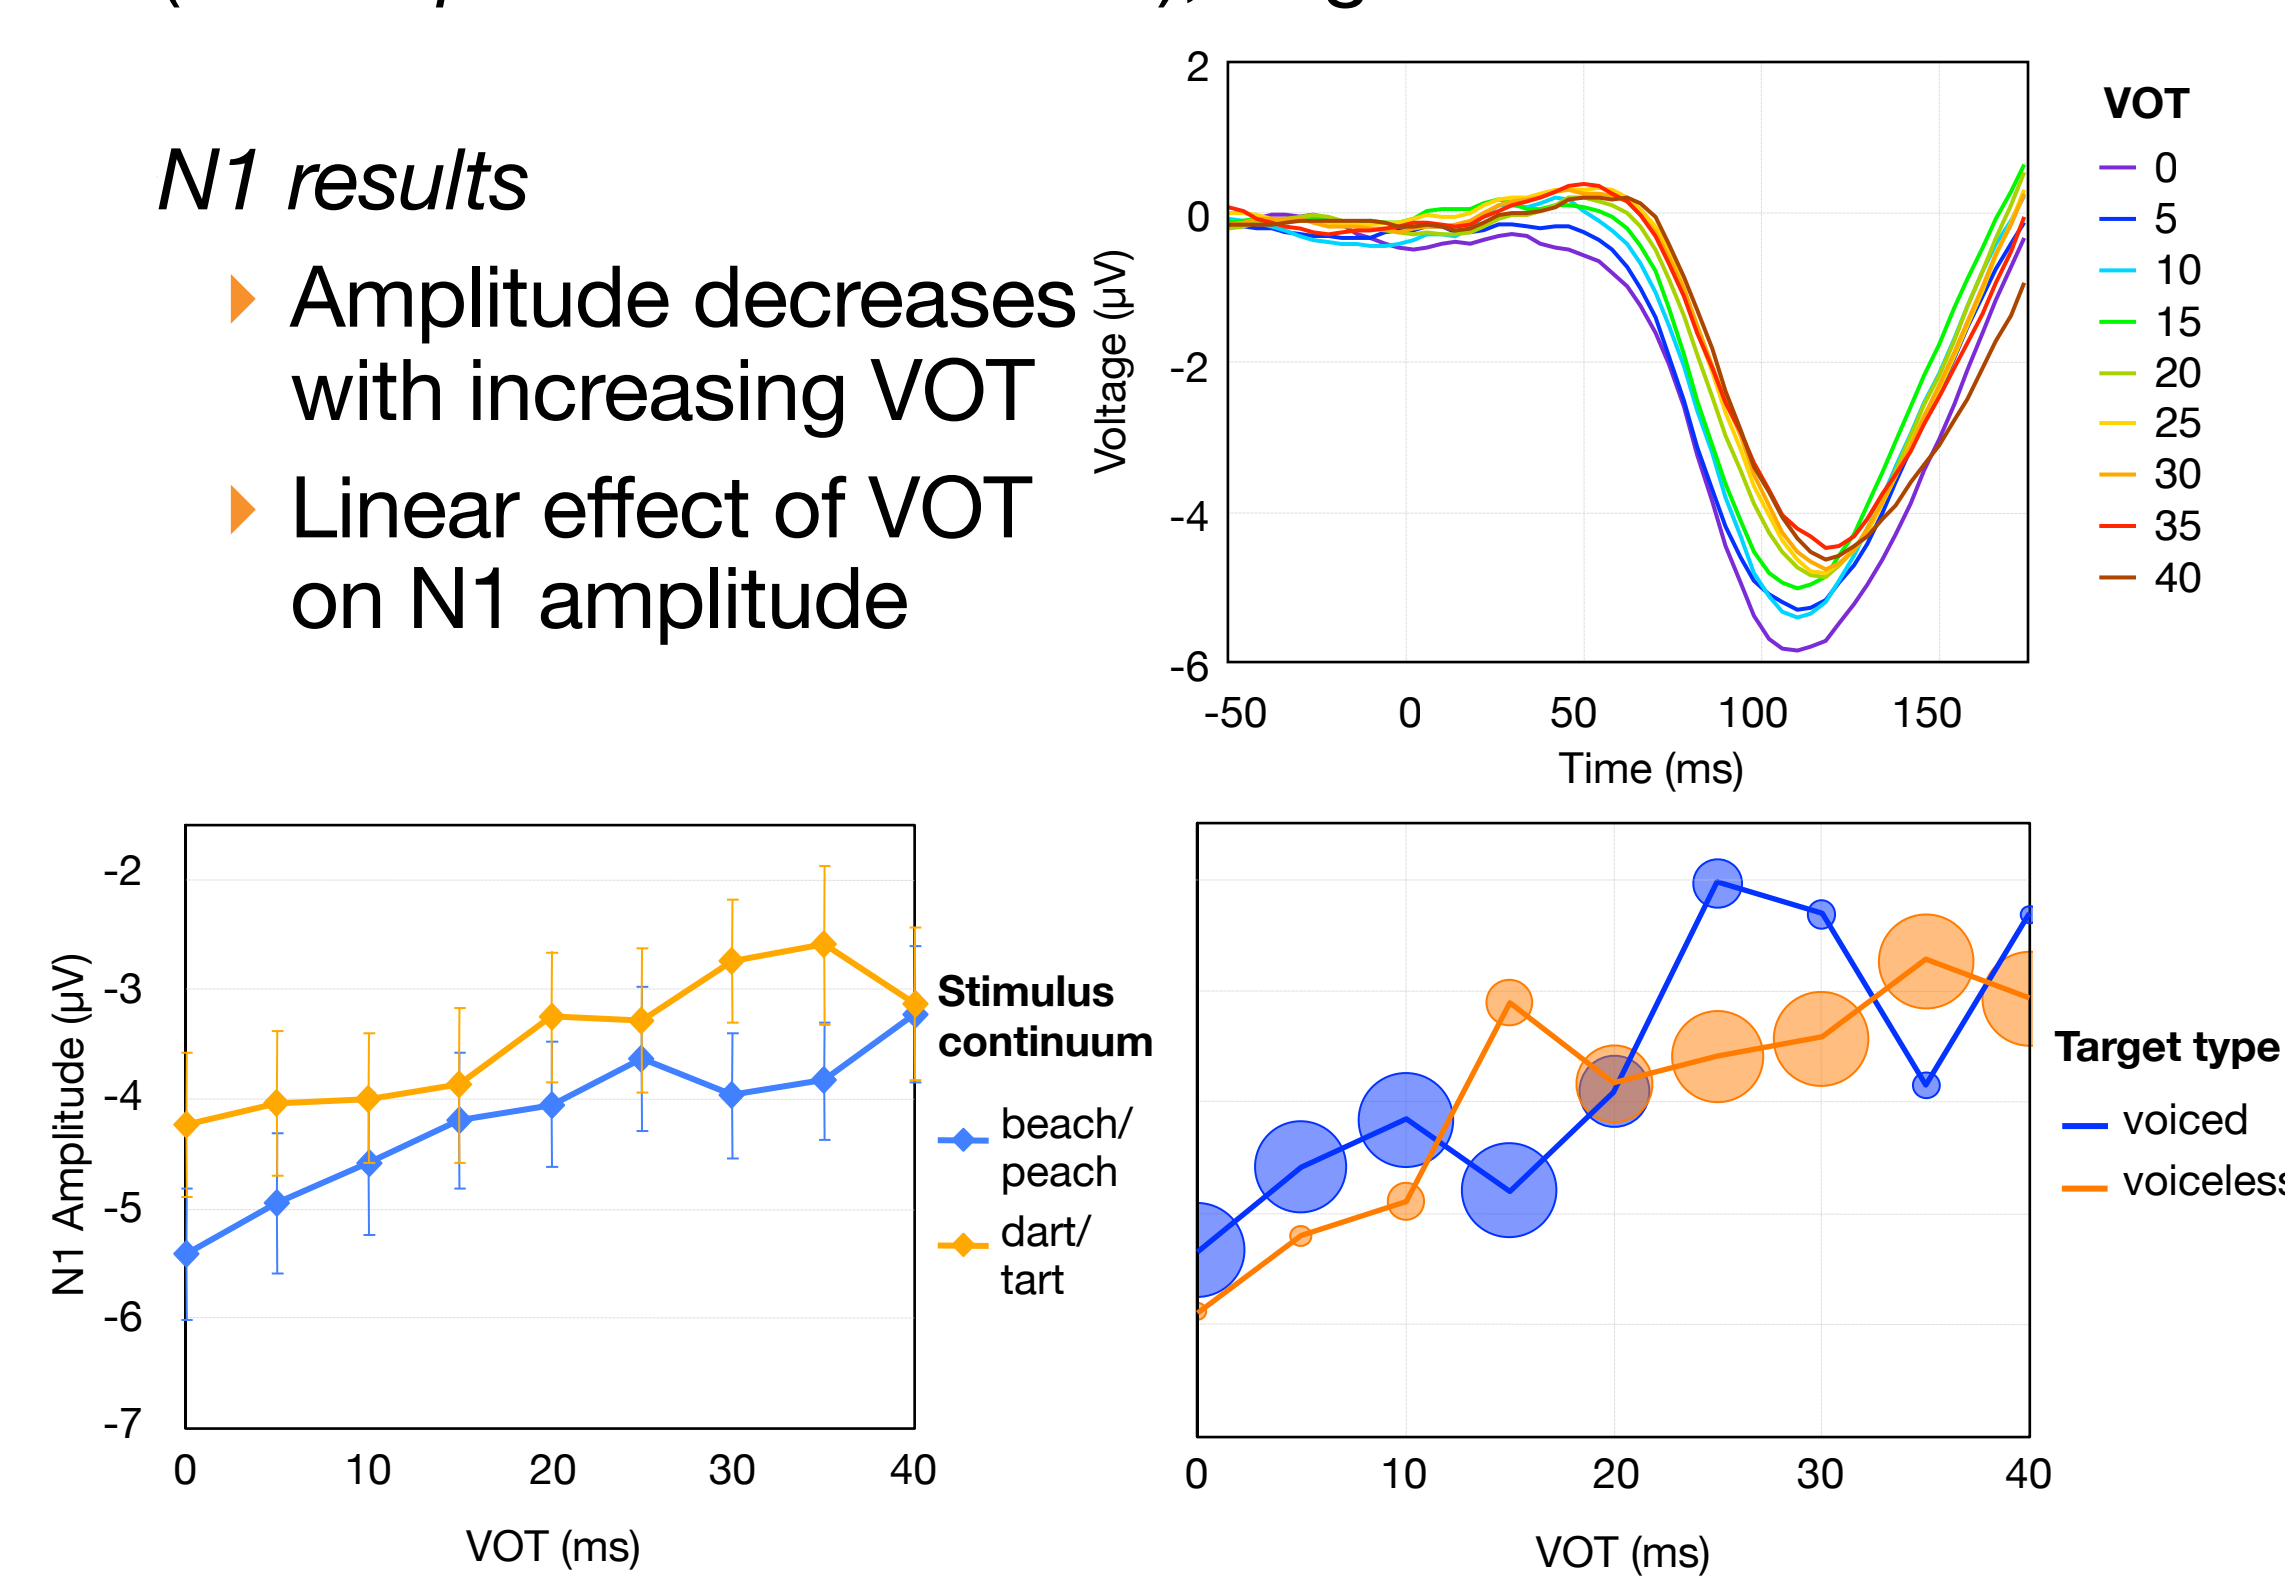 N1 results
Amplitude decreases
with increasing VOT
Linear effect of VOT
on N1 amplitude
2
0
-2
-4
-6
Voltage (µV)
-50 0 50 100 150
Time (ms)
VOT
0
5
10
15
20
25
30
35
40
-2
-3
-4
-5
-6
-7
N1 Amplitude (µV)
0 10 20 30 40
VOT (ms)
Stimulus
continuum
beach/
peach
dart/
tart
0 10 20 30 40
VOT (ms)
Target type
voiced
voiceless